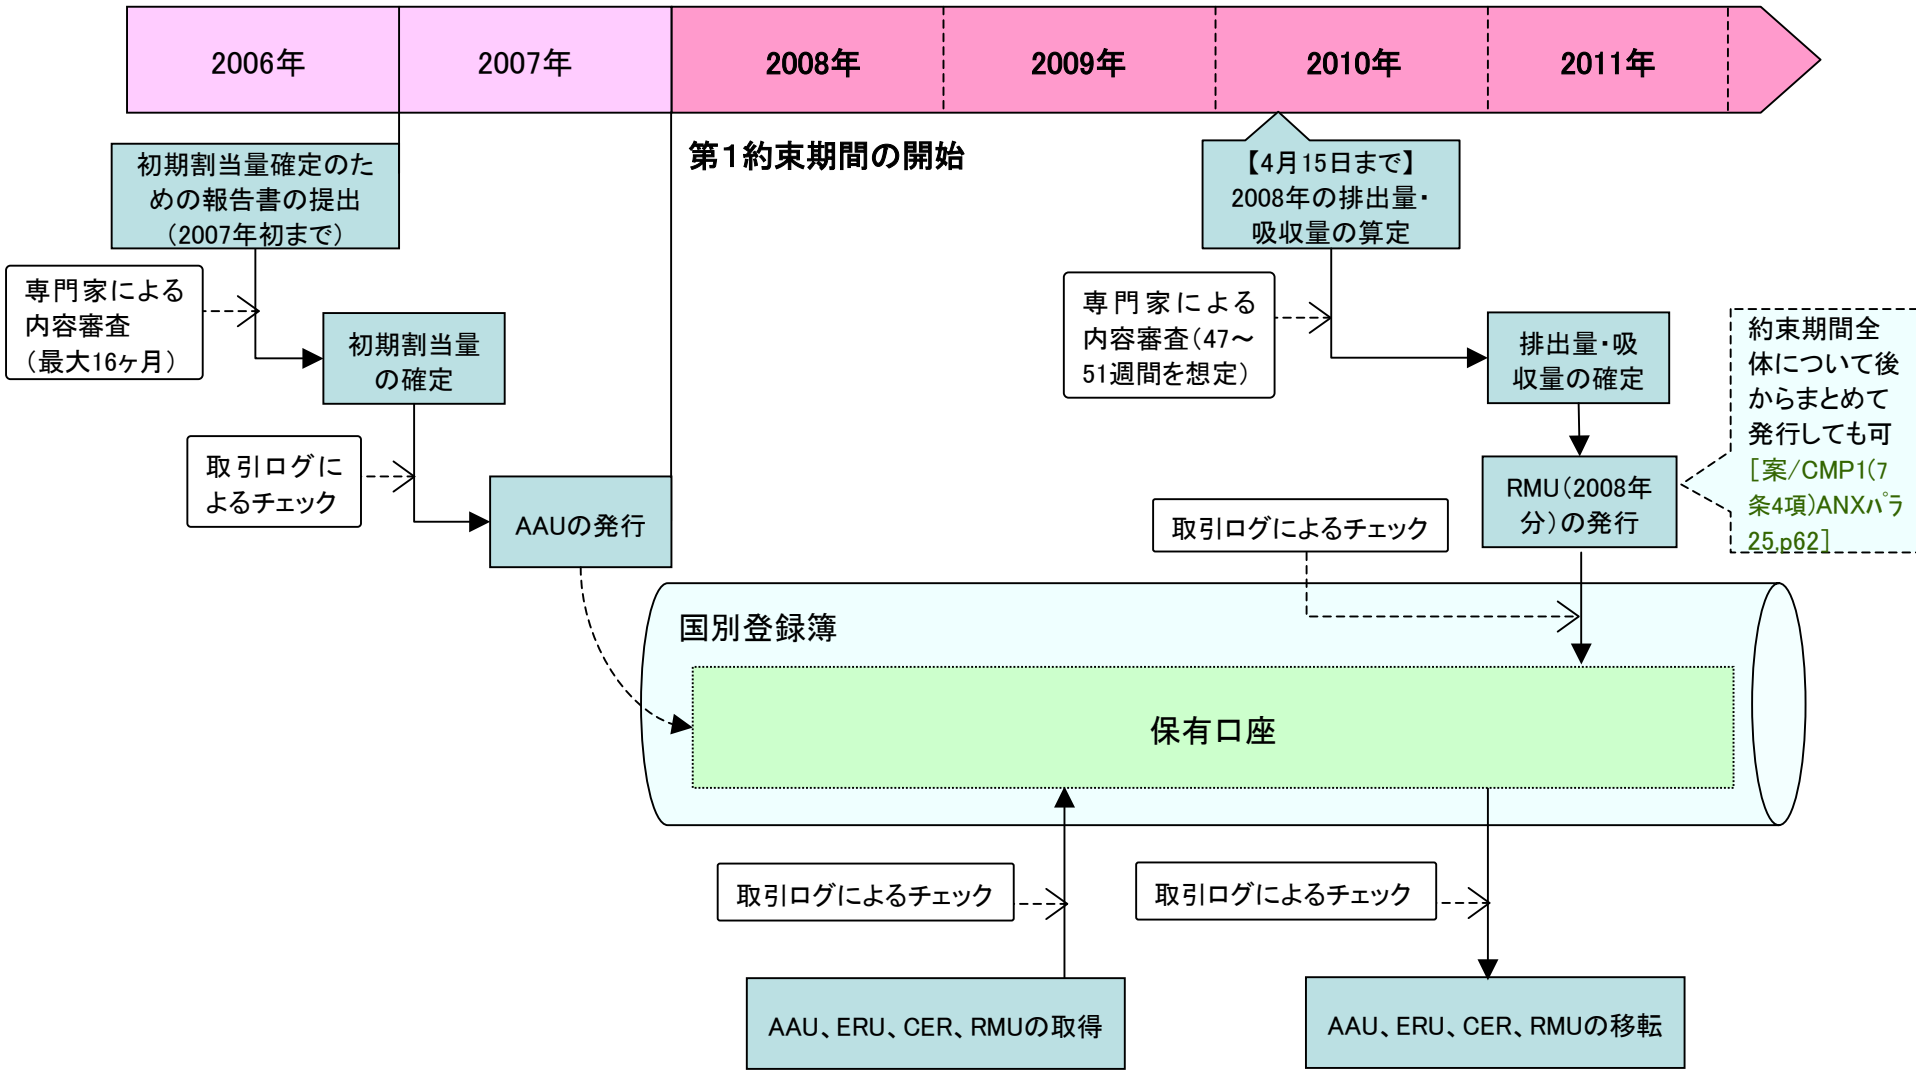 2006年
2007年
2008年
2009年
2010年
2011年
第1約束期間の開始
初期割当量確定のた
めの報告書の提出
(2007年初まで)
【4月15日まで】
2008年の排出量・
吸収量の算定
専門家による
内容審査
(最大16ヶ月)
初期割当量
の確定
専門家による
内容審査(47～
51週間を想定)
排出量・吸
収量の確定
約束期間全
体について後
からまとめて
発行しても可
[案/CMP1(7
条4項)ANXパラ
25,p62]
取引ログに
よるチェック
AAUの発行
取引ログによるチェック
RMU(2008年
分)の発行
国別登録簿
保有口座
取引ログによるチェック
取引ログによるチェック
AAU、ERU、CER、RMUの取得
AAU、ERU、CER、RMUの移転